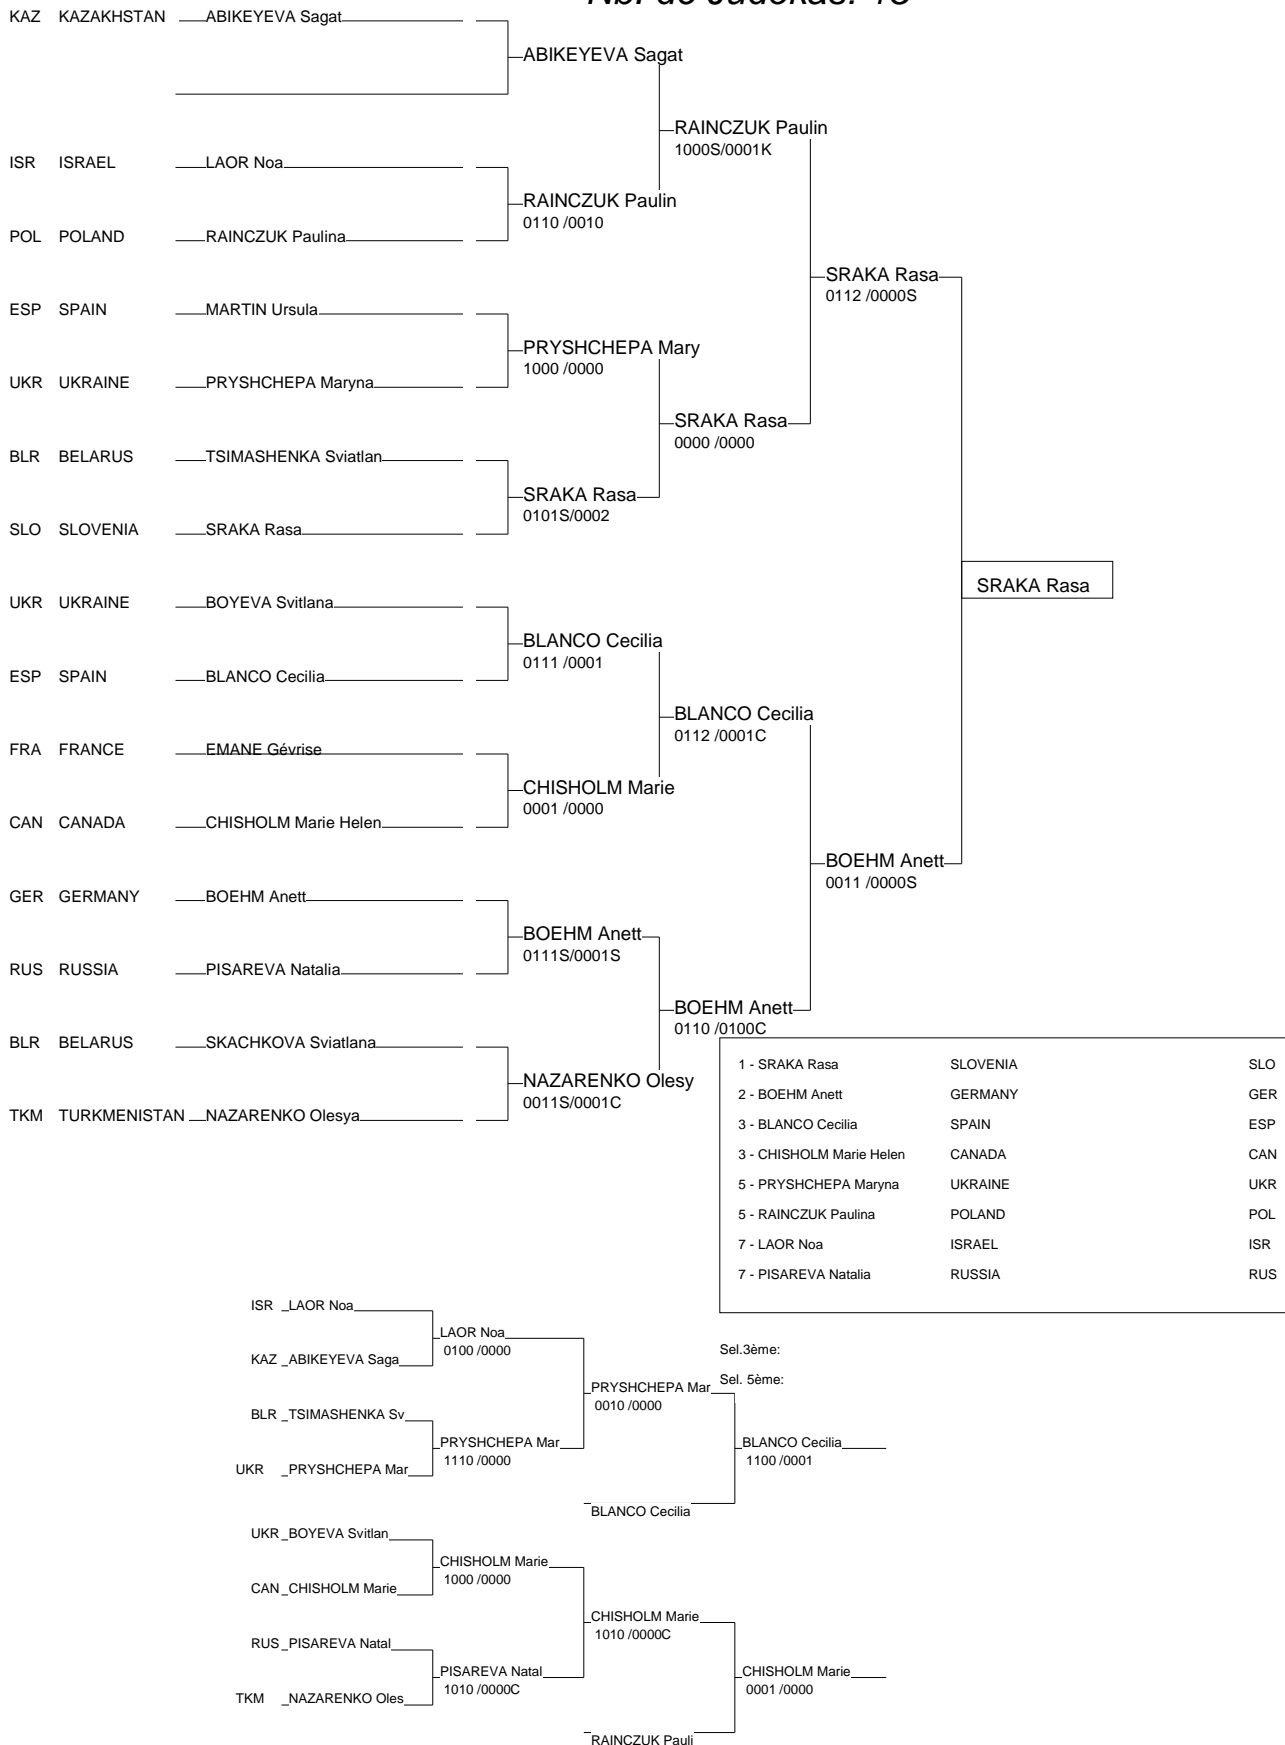 KAZ KAZAKHSTAN ABIKEYEVA Sagat
ABIKEYEVA Sagat
RAINCZUK Paulin
1000S/0001K
ISR ISRAEL LAOR Noa
RAINCZUK Paulin
0110 /0010
POL POLAND RAINCZUK Paulina
SRAKA Rasa
0112 /0000S
ESP SPAIN MARTIN Ursula
PRYSHCHEPA Mary
1000 /0000
UKR UKRAINE PRYSHCHEPA Maryna
SRAKA Rasa
0000 /0000
BLR BELARUS TSIMASHENKA Sviatlan
SRAKA Rasa
0101S/0002
SLO SLOVENIA SRAKA Rasa
SRAKA Rasa
UKR UKRAINE BOYEVA Svitlana
BLANCO Cecilia
0111 /0001
ESP SPAIN BLANCO Cecilia
BLANCO Cecilia
0112 /0001C
FRA FRANCE EMANE Gévrise
CHISHOLM Marie
0001 /0000
CAN CANADA CHISHOLM Marie Helen
BOEHM Anett
0011 /0000S
GER GERMANY BOEHM Anett
BOEHM Anett
0111S/0001S
RUS RUSSIA PISAREVA Natalia
BOEHM Anett
0110 /0100C
BLR BELARUS SKACHKOVA Sviatlana
NAZARENKO Olesy
0011S/0001C
TKM TURKMENISTAN NAZARENKO Olesya
1 - SRAKA Rasa SLOVENIA SLO
2 - BOEHM Anett GERMANY GER
3 - BLANCO Cecilia SPAIN ESP
3 - CHISHOLM Marie Helen CANADA CAN
5 - PRYSHCHEPA Maryna UKRAINE UKR
5 - RAINCZUK Paulina POLAND POL
7 - LAOR Noa ISRAEL ISR
7 - PISAREVA Natalia RUSSIA RUS
ISR LAOR Noa
LAOR Noa
0100 /0000
KAZ ABIKEYEVA Saga
Sel.3ème:
Sel. 5ème:
PRYSHCHEPA Mar
0010 /0000
BLR TSIMASHENKA Sv
PRYSHCHEPA Mar
1110 /0000
UKR PRYSHCHEPA Mar
BLANCO Cecilia
1100 /0001
BLANCO Cecilia
UKR BOYEVA Svitlan
CHISHOLM Marie
1000 /0000
CAN CHISHOLM Marie
CHISHOLM Marie
1010 /0000C
RUS PISAREVA Natal
PISAREVA Natal
1010 /0000C
TKM NAZARENKO Oles
CHISHOLM Marie
0001 /0000
RAINCZUK Pauli